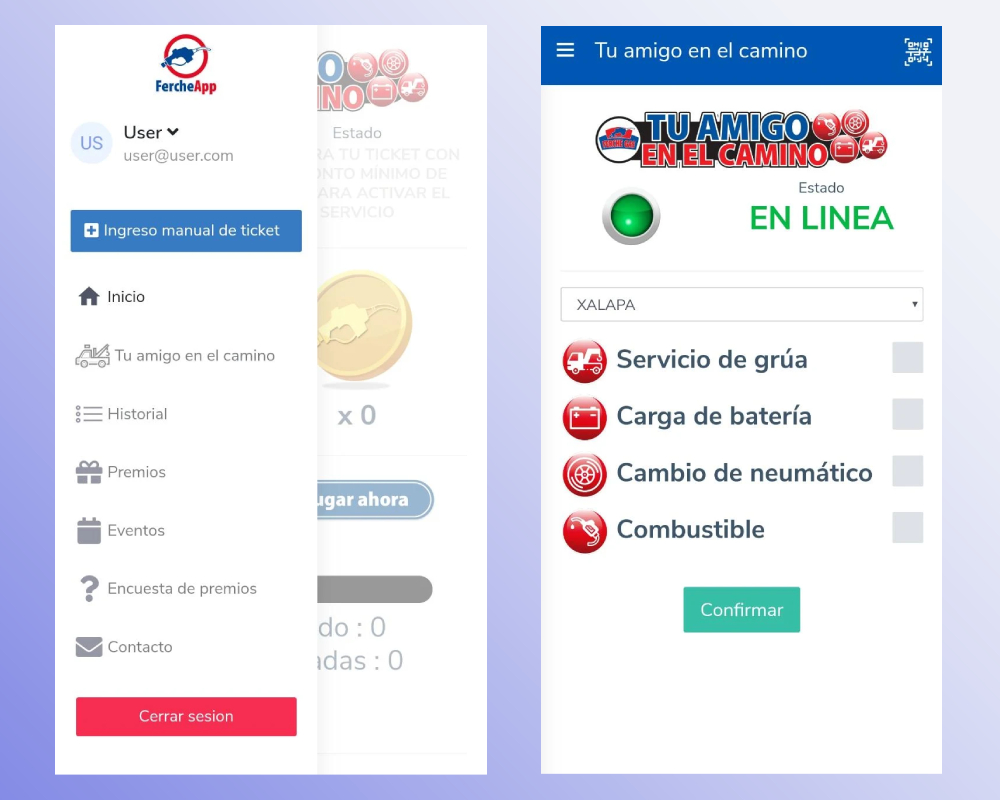 FercheApp
US
User
user@user.com
Ingreso manual de ticket
Inicio
Tu amigo en el camino
Historial
Premios
Eventos
Encuesta de premios
Contacto
Cerrar sesion
Estado
RA TU TICKET CON
ONTO MÍNIMO DE
ARA ACTIVAR EL
SERVICIO
x 0
ugar ahora
do : 0
adas : 0
Tu amigo en el camino
TU AMIGO
EN EL CAMINO
FERCHE GAS
Estado
EN LINEA
XALAPA
Servicio de grúa
Carga de batería
Cambio de neumático
Combustible
Confirmar